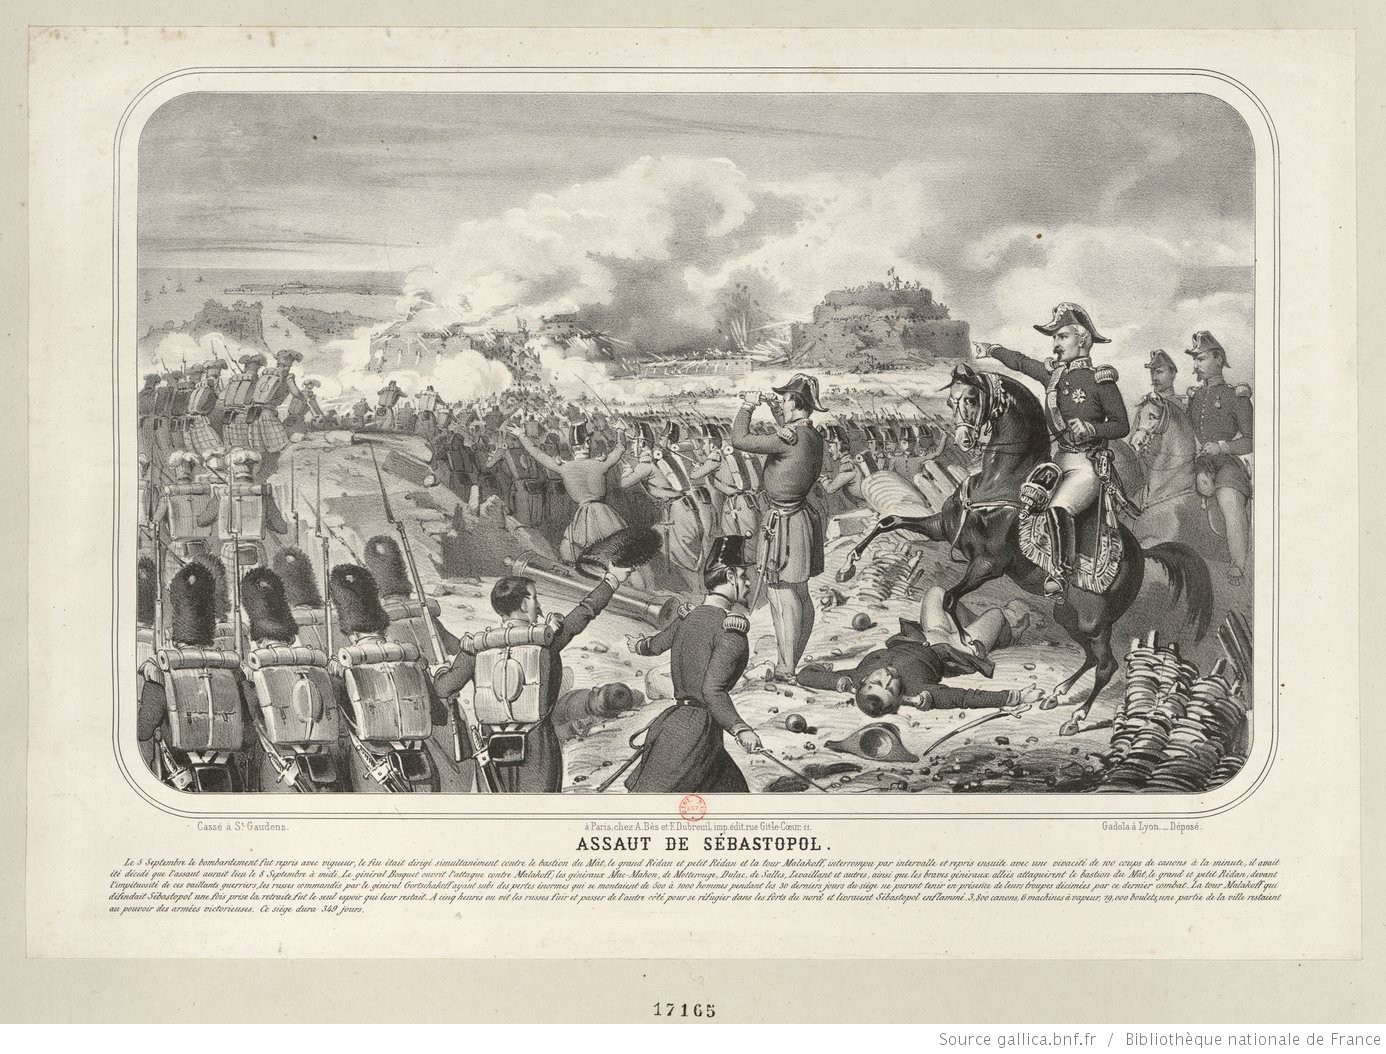 Cassé à St Gaudens.
à Paris, chez A. Bès et F. Dubreuil, imp. édit. rue Gît-le-Cœur. 11.
Gadola à Lyon._Déposé.
ASSAUT DE SÉBASTOPOL.
Le 5 Septembre le bombardement fut repris avec vigueur, le feu était dirigé simultanément contre le bastion du Mât, le grand Rédan et petit Rédan et la tour Malakoff, interrompu par intervalle et repris ensuite avec une vivacité de 100 coups de canons à la minute, il avait
été décidé que l'assaut aurait lieu le 8 Septembre à midi. Le général Bosquet ouvrit l'attaque contre Malakoff, les généraux Mac-Mahon, de Motterouge, Dulac, de Salles, Levaillant et autres, ainsi que les braves généraux alliés attaquèrent le bastion du Mât, le grand et petit Rédan, devant
l'impétuosité de ces vaillants guerriers, les russes commandés par le général Gortschakoff ayant subi des pertes énormes qui se montaient de 500 à 1000 hommes pendant les 30 derniers jours du siège ne purent tenir en présence de leurs troupes décimées par ce dernier combat. La tour Malakoff qui
défendait Sébastopol une fois prise la retraite fut le seul espoir que leur restait. A cinq heures on vit les russes fuir et passer de l'autre côté pour se réfugier dans les forts du nord et livraient Sébastopol enflammé. 3,800 canons, 6 machines à vapeur, 19,000 boulets, une partie de la ville restaient
au pouvoir des armées victorieuses. Ce siége dura 349 jours.
17165
Source gallica.bnf.fr / Bibliothèque nationale de France